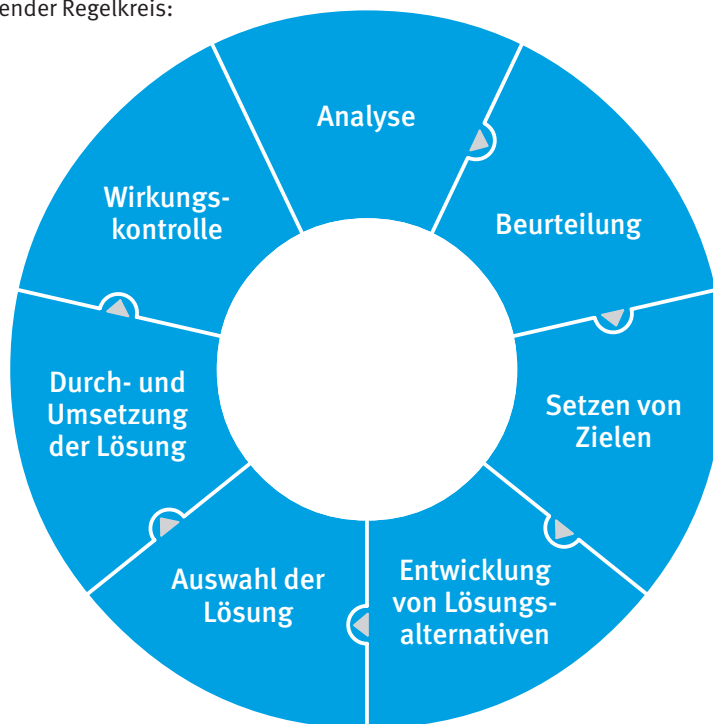 ender Regelkreis:
Analyse
Beurteilung
Setzen von
Zielen
Entwicklung
von Lösungs-
alternativen
Auswahl der
Lösung
Durch- und
Umsetzung
der Lösung
Wirkungs-
kontrolle